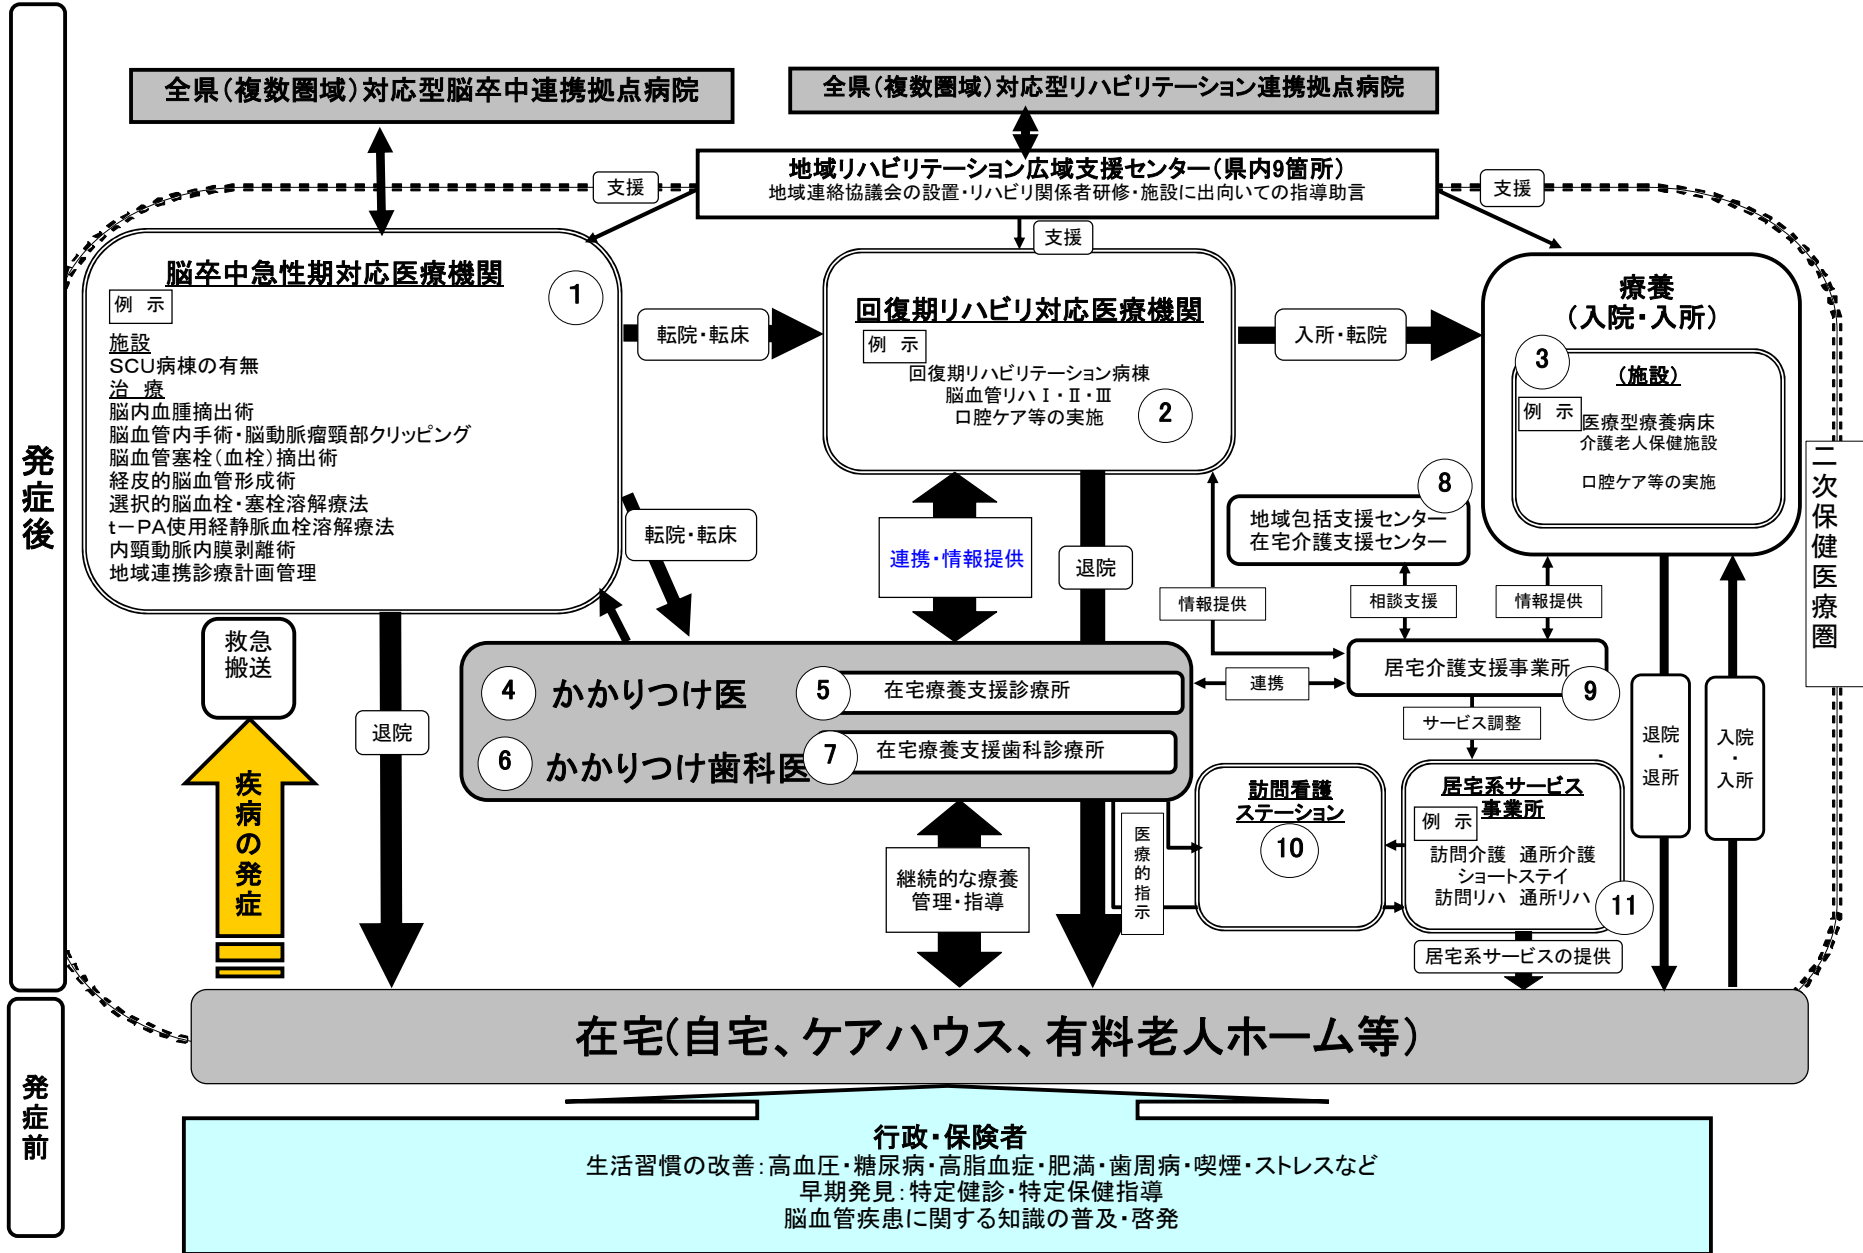 発症後
全県(複数圏域)対応型脳卒中連携拠点病院
全県(複数圏域)対応型リハビリテーション連携拠点病院
地域リハビリテーション広域支援センター(県内9箇所)
地域連絡協議会の設置・リハビリ関係者研修・施設に出向いての指導助言
支援
支援
支援
脳卒中急性期対応医療機関
1
例 示
施設
SCU病棟の有無
治 療
脳内血腫摘出術
脳血管内手術・脳動脈瘤頸部クリッピング
脳血管塞栓(血栓)摘出術
経皮的脳血管形成術
選択的脳血栓・塞栓溶解療法
t-PA使用経静脈血栓溶解療法
内頸動脈内膜剥離術
地域連携診療計画管理
転院・転床
回復期リハビリ対応医療機関
例 示
回復期リハビリテーション病棟
脳血管リハ Ⅰ・Ⅱ・Ⅲ
口腔ケア等の実施
2
入所・転院
療養
(入院・入所)
3
(施設)
例 示
医療型療養病床
介護老人保健施設
口腔ケア等の実施
二次保健医療圏
転院・転床
連携・情報提供
退院
8
地域包括支援センター
在宅介護支援センター
情報提供
相談支援
情報提供
救急
搬送
退院
疾病の発症
4
かかりつけ医
5
在宅療養支援診療所
6
かかりつけ歯科医
7
在宅療養支援歯科診療所
連携
居宅介護支援事業所
9
サービス調整
退院・退所
入院・入所
継続的な療養
管理・指導
医療的指示
訪問看護
ステーション
10
居宅系サービス
事業所
例 示
訪問介護 通所介護
ショートステイ
訪問リハ 通所リハ
11
居宅系サービスの提供
在宅(自宅、ケアハウス、有料老人ホーム等)
発症前
行政・保険者
生活習慣の改善:高血圧・糖尿病・高脂血症・肥満・歯周病・喫煙・ストレスなど
早期発見:特定健診・特定保健指導
脳血管疾患に関する知識の普及・啓発